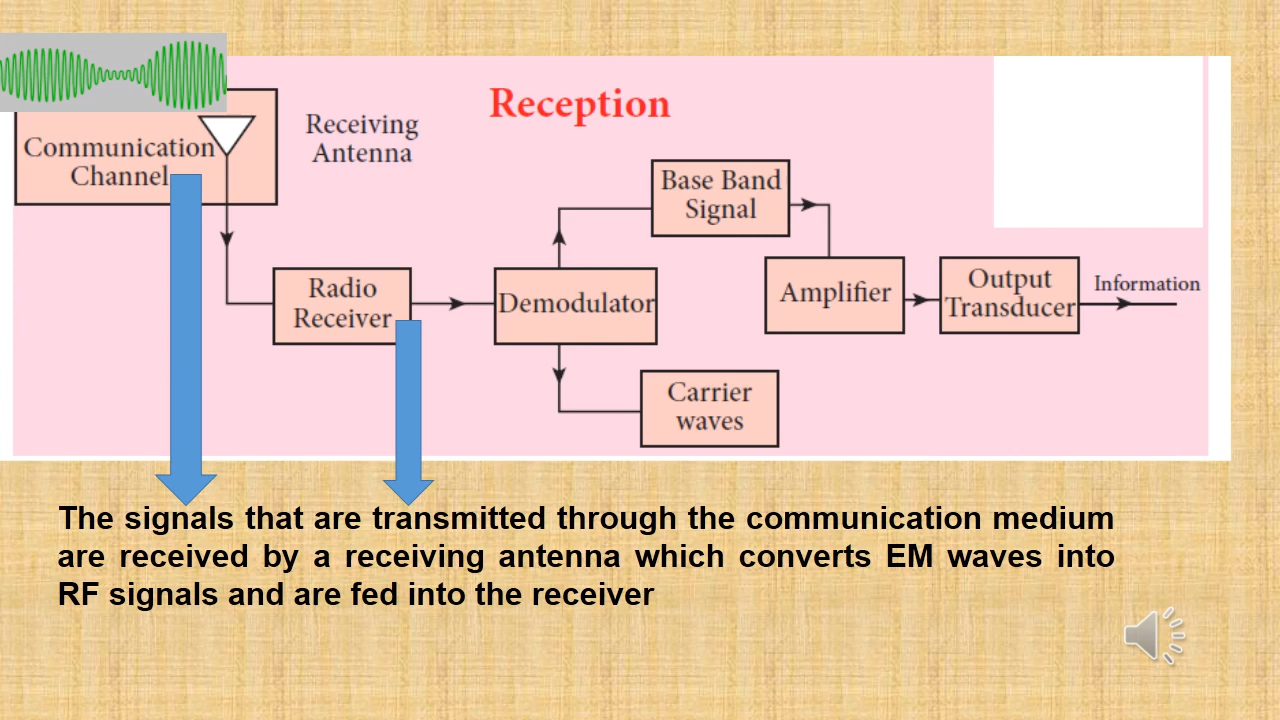 Reception
Receiving
Antenna
Communication
Channel
Base Band
Signal
Radio
Receiver
Demodulator
Amplifier
Output
Transducer
Information
Carrier
waves
The signals that are transmitted through the communication medium
are received by a receiving antenna which converts EM waves into
RF signals and are fed into the receiver